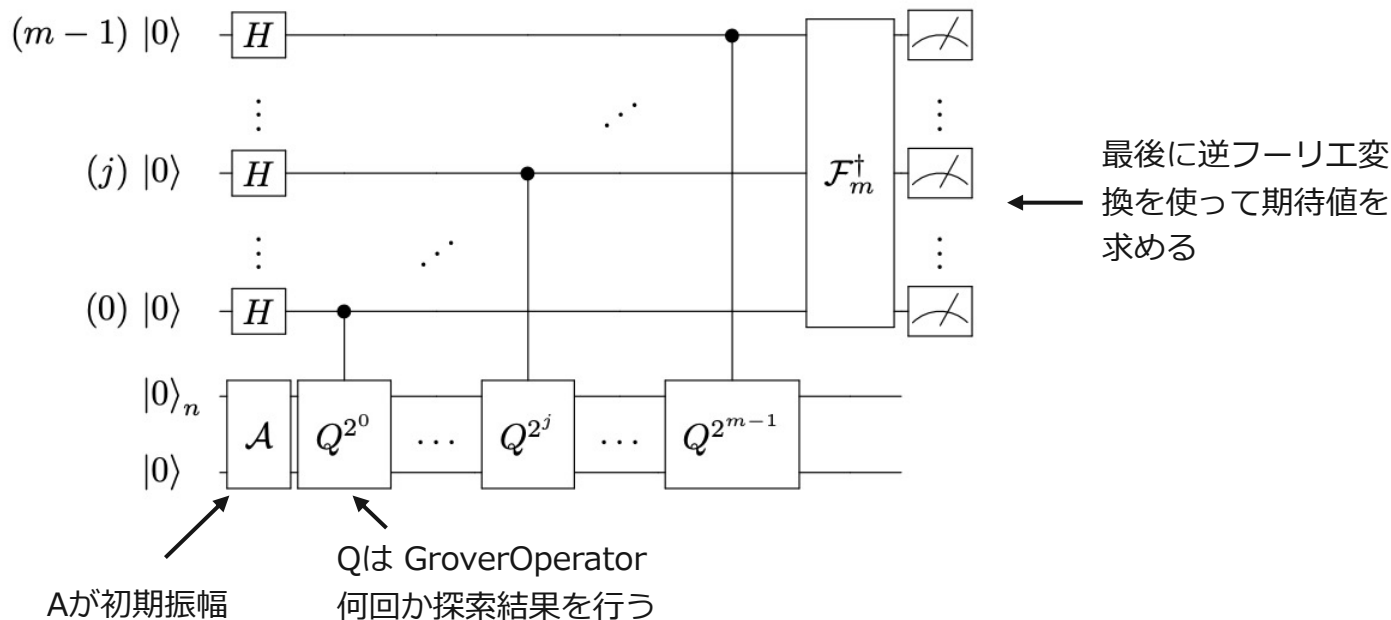 (m − 1) |0⟩ H
⋮ ⋰ ⋮
(j) |0⟩ H 𝓕†m
⋮ ⋰ ⋮
(0) |0⟩ H
|0⟩n
𝒜 Q^{2^0} ⋯ Q^{2^j} ⋯ Q^{2^{m−1}}
|0⟩
最後に逆フーリエ変
換を使って期待値を
求める
Aが初期振幅
Qは GroverOperator
何回か探索結果を行う